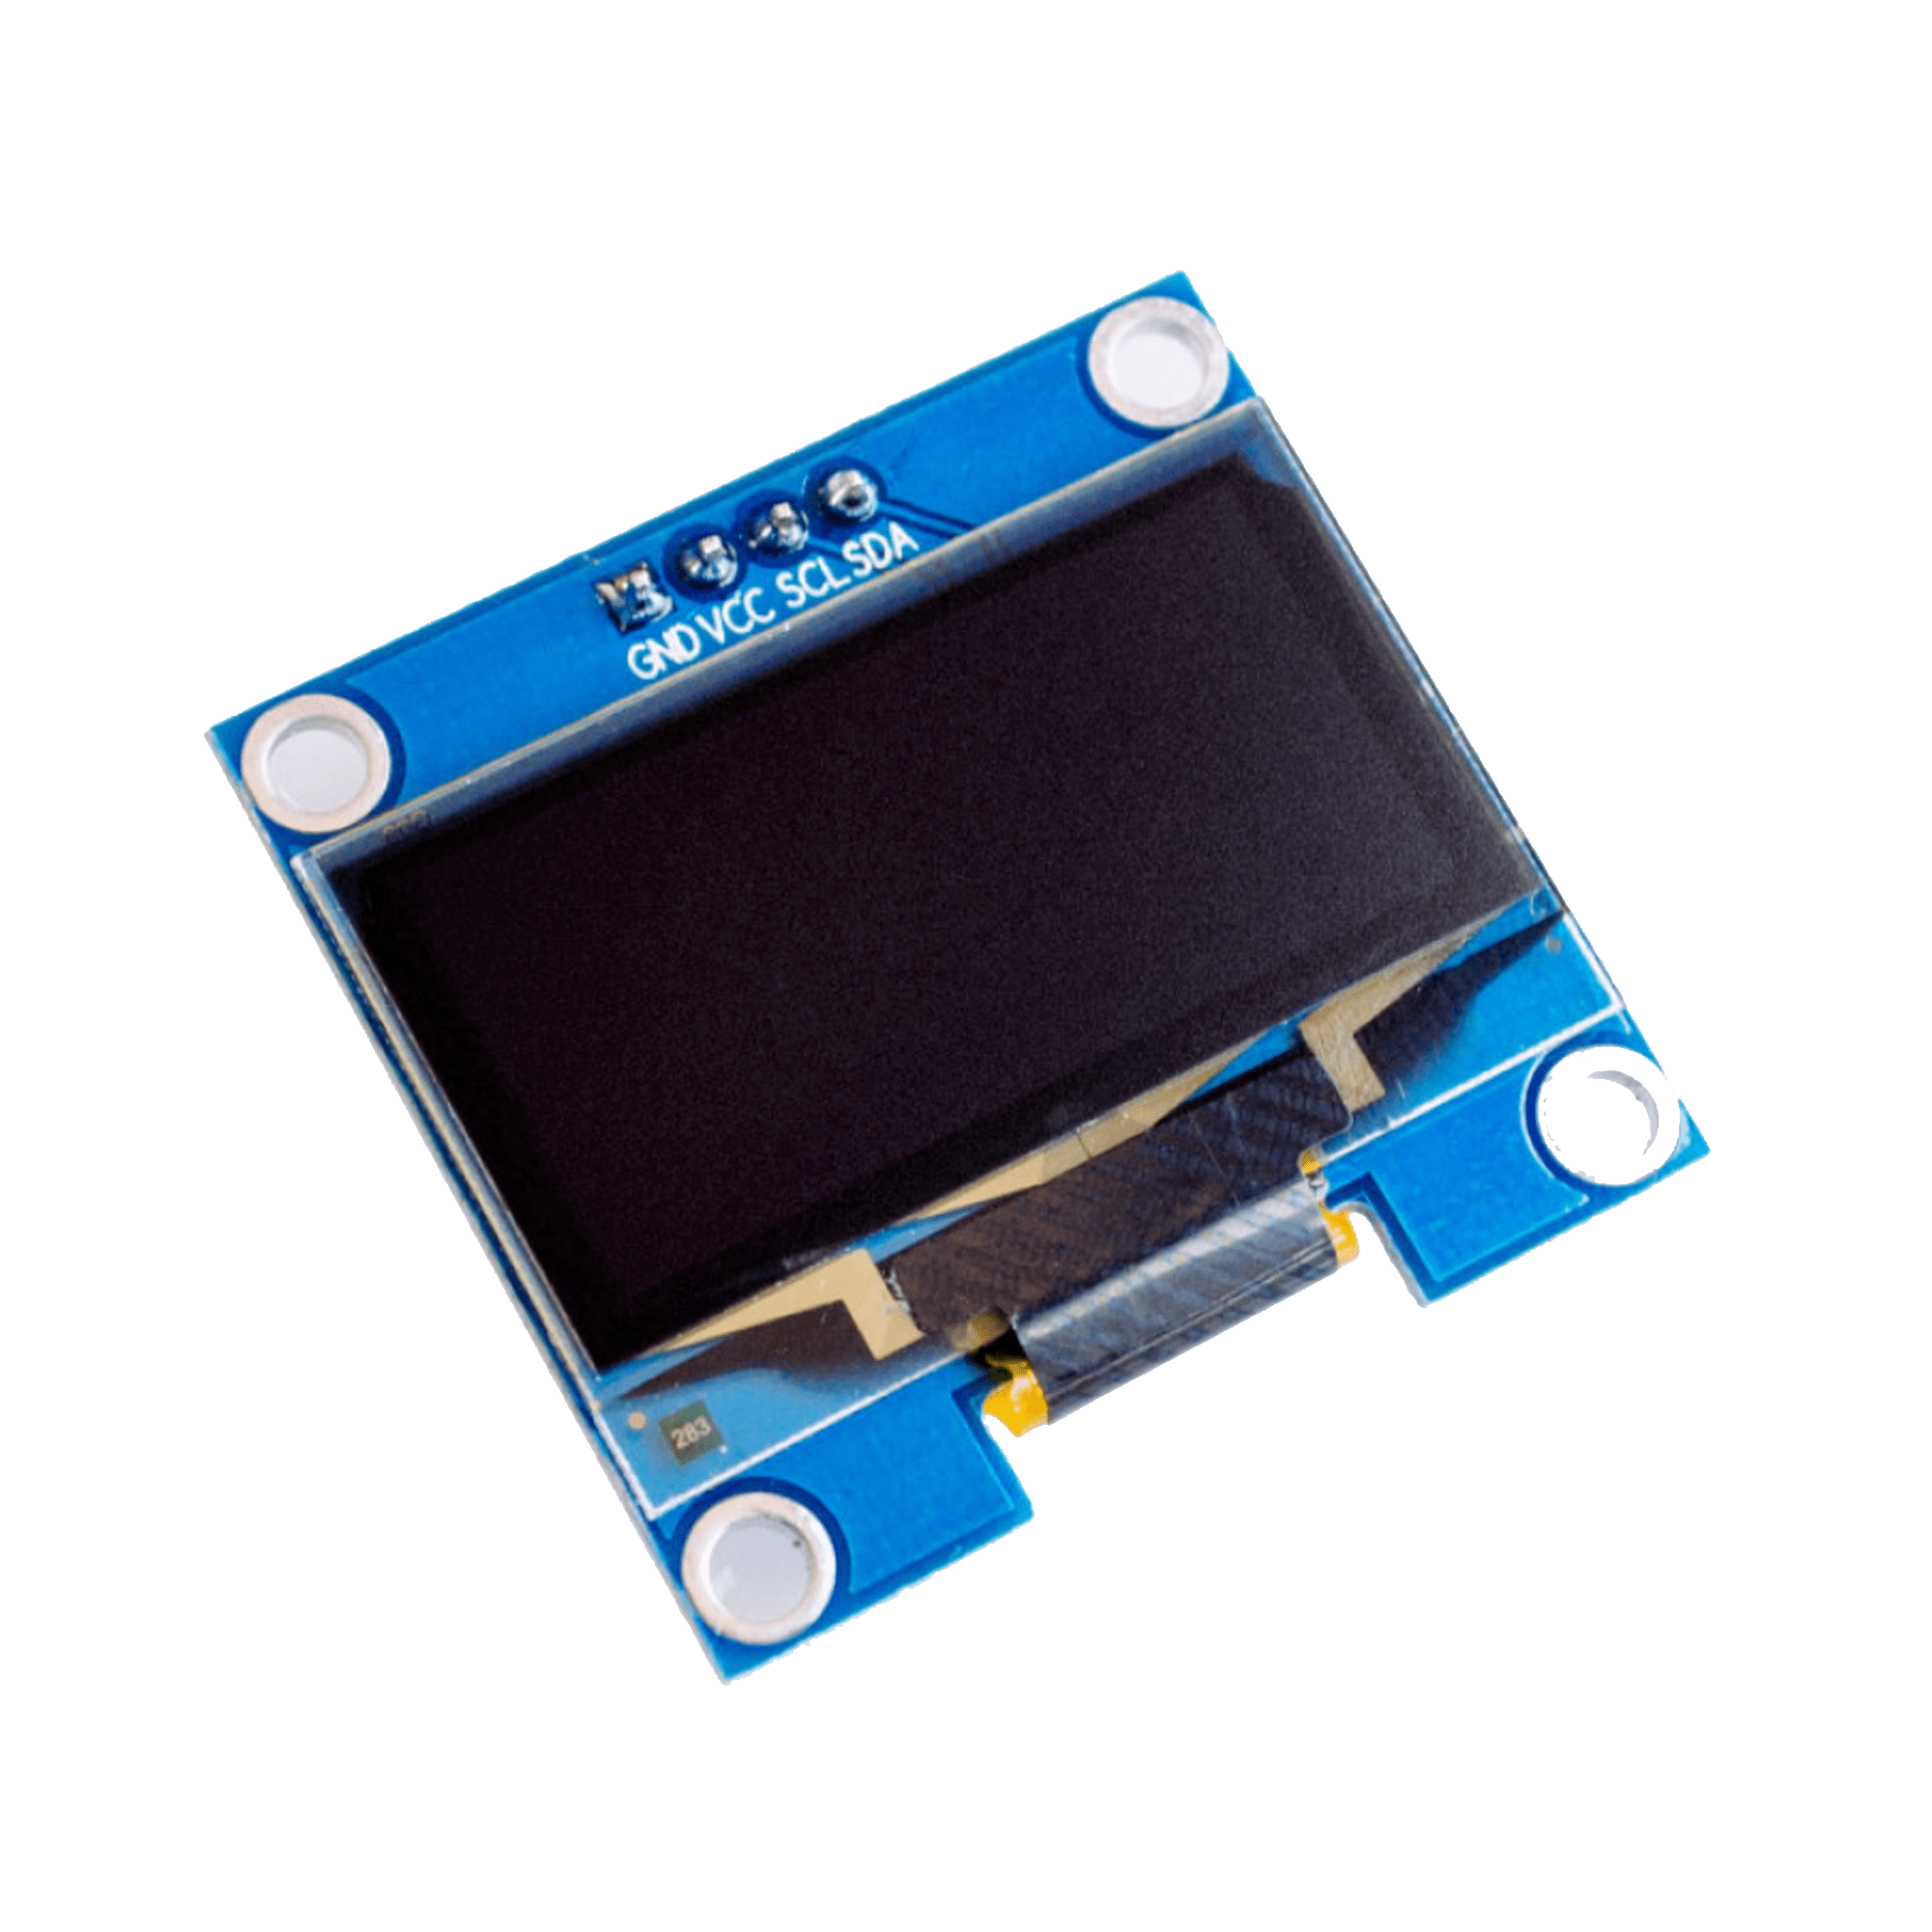 GND VCC SCL SDA
283